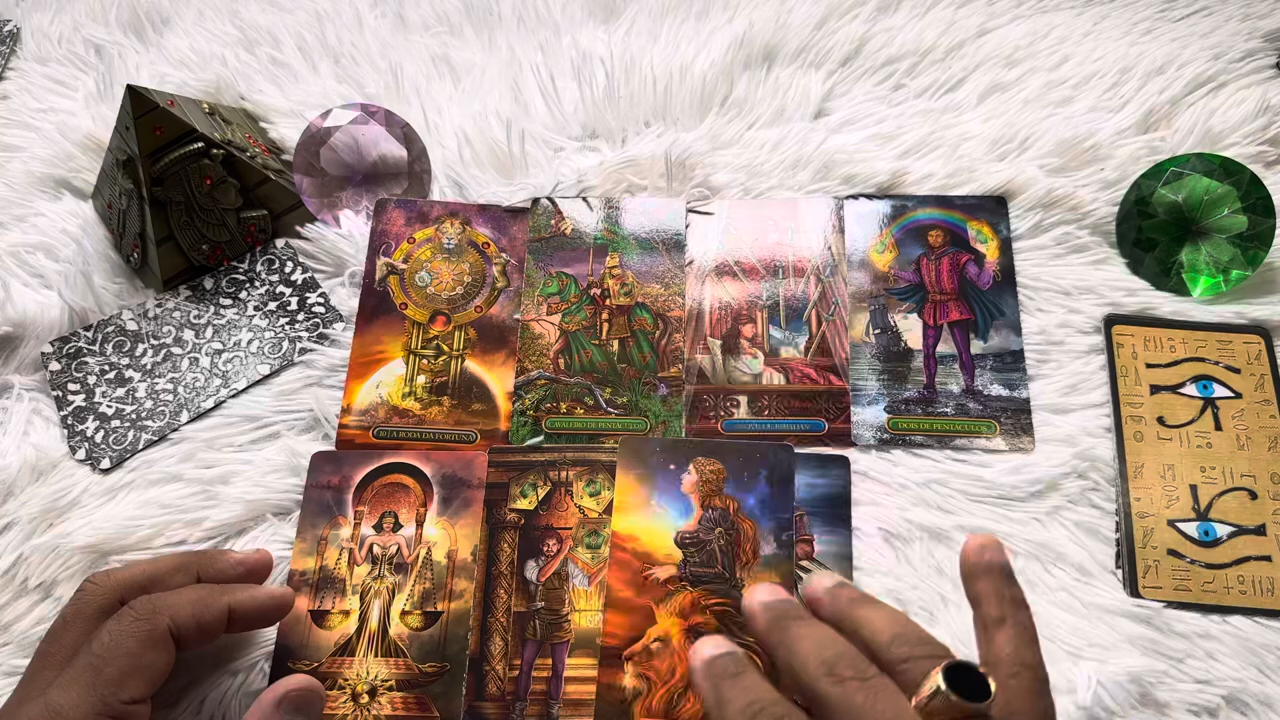 10 | A RODA DA FORTUNA
CAVALEIRO DE PENTÁCULOS
DOIS DE PENTÁCULOS